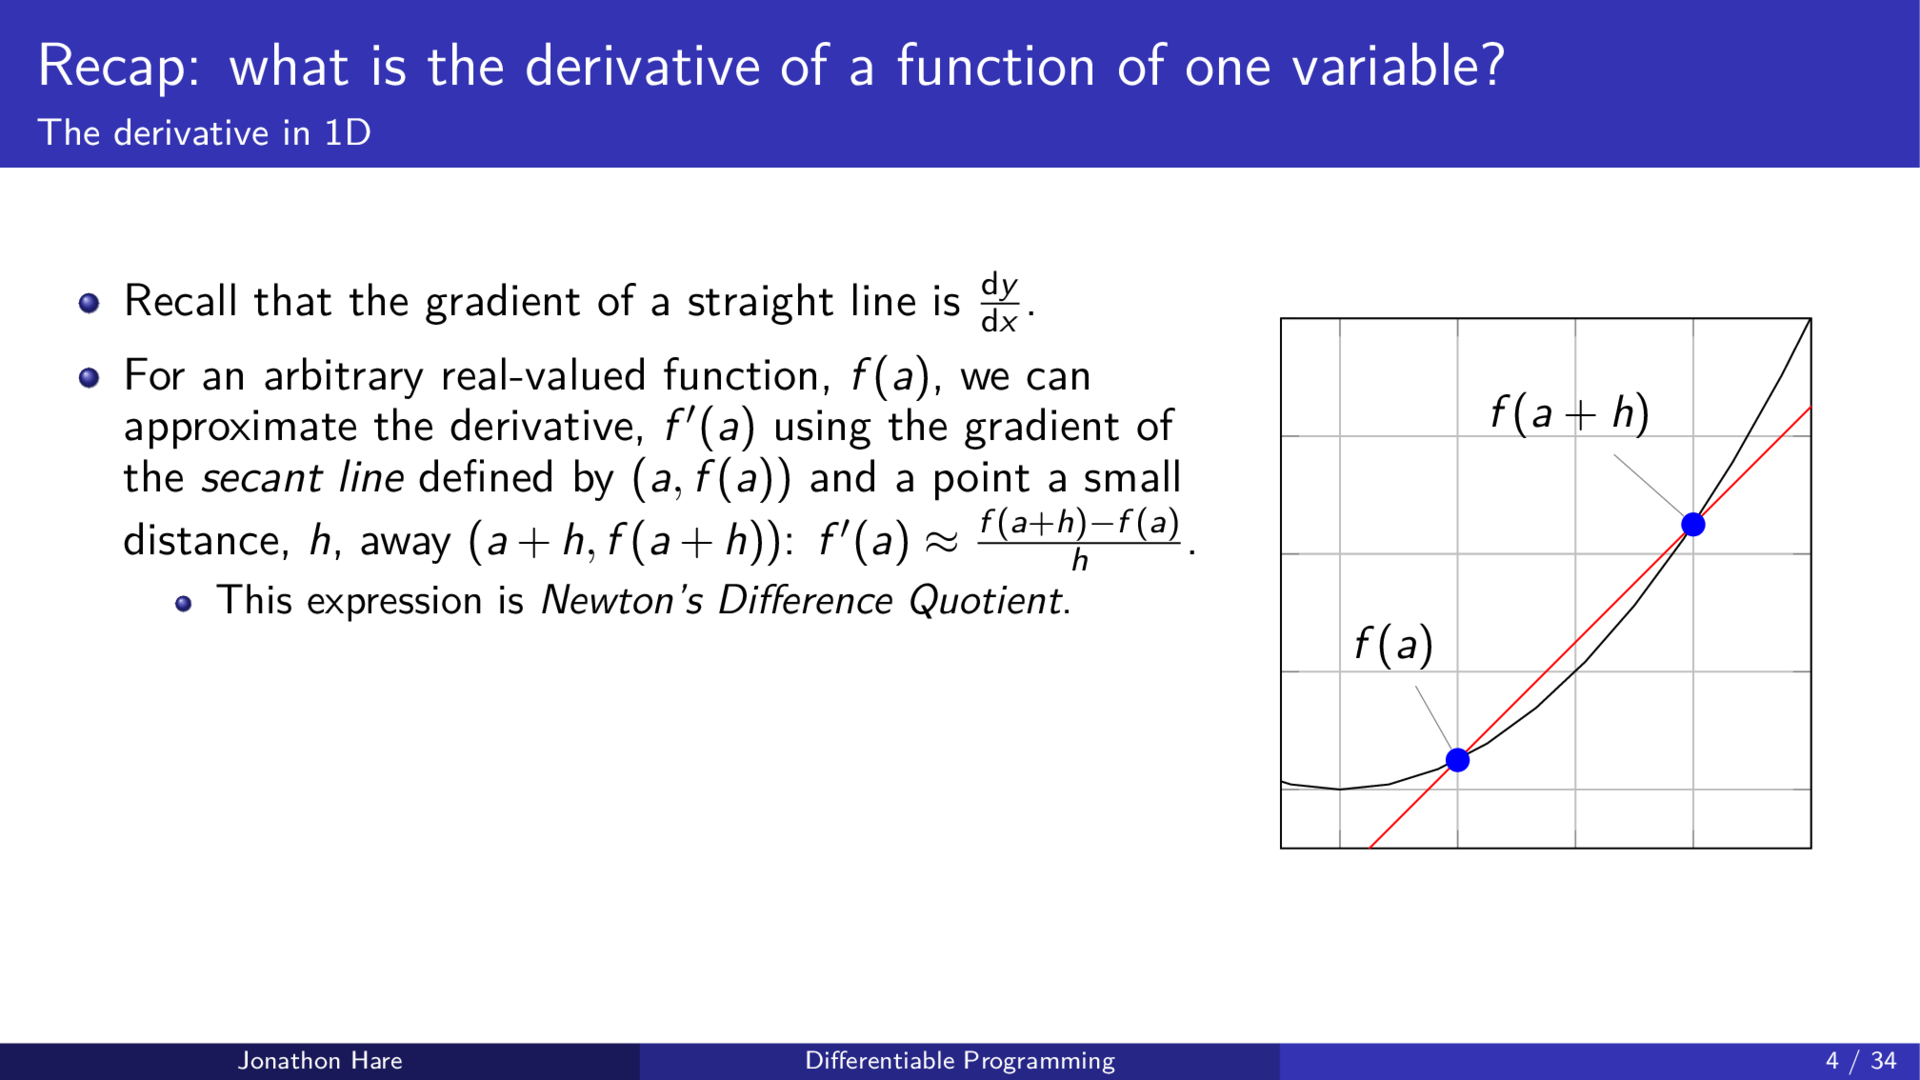 Recap: what is the derivative of a function of one variable?
The derivative in 1D
Recall that the gradient of a straight line is dy/dx.
For an arbitrary real-valued function, f(a), we can
approximate the derivative, f′(a) using the gradient of
the secant line defined by (a, f(a)) and a point a small
distance, h, away (a + h, f(a + h)): f′(a) ≈ f(a+h)−f(a)/h.
This expression is Newton's Difference Quotient.
f(a + h)
f(a)
Jonathon Hare
Differentiable Programming
4 / 34